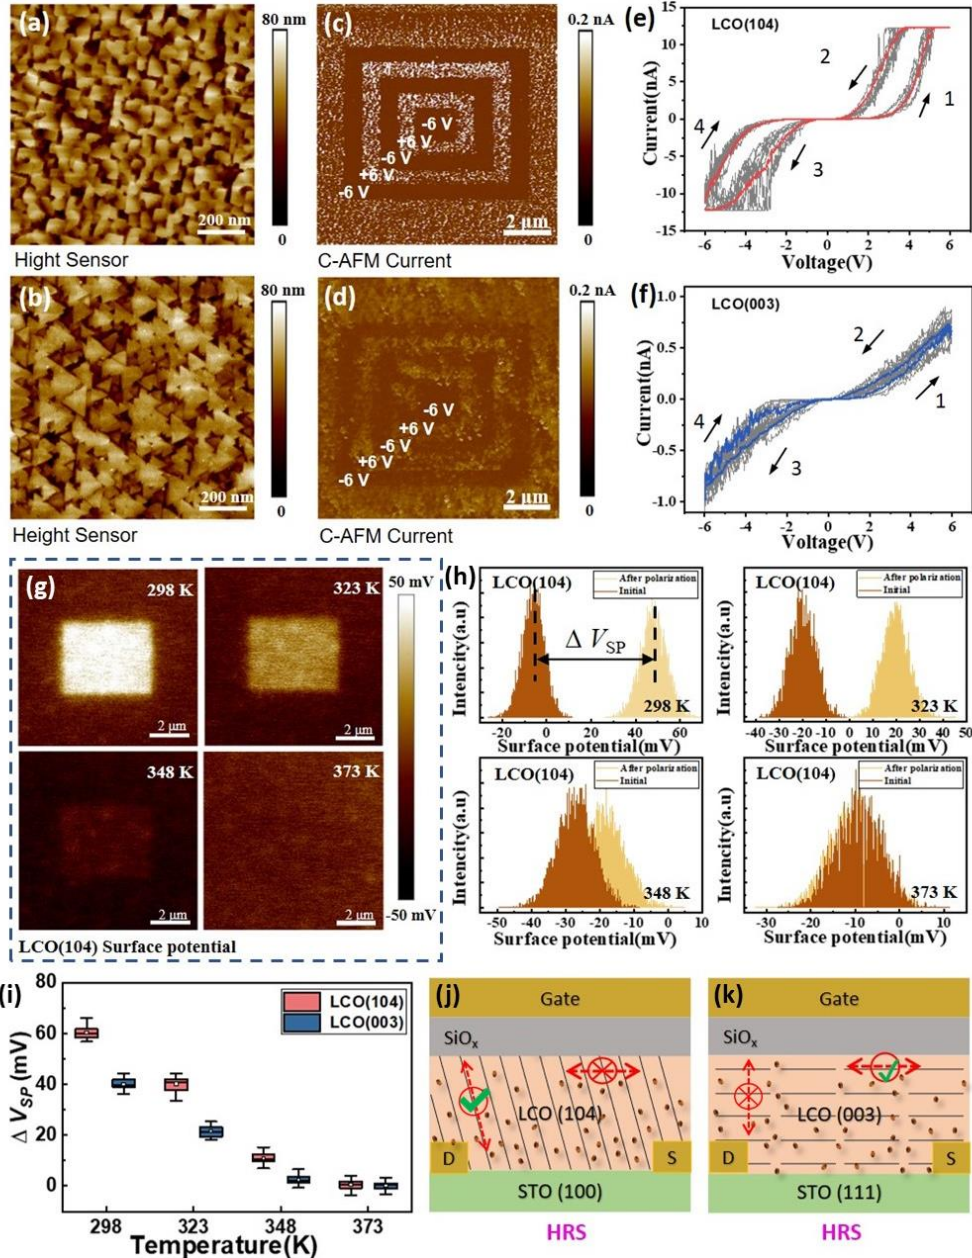 (a)
80 nm
200 nm
0
Hight Sensor
(c)
0.2 nA
-6 V
+6 V
-6 V
+6 V
-6 V
2 µm
0
C-AFM Current
(e)
LCO(104)
Current(nA)
15
10
5
0
-5
-10
15
2
1
4
3
-6 -4 -2 0 2 4 6
Voltage(V)
(b)
80 nm
200 nm
0
Height Sensor
(d)
0.2 nA
-6 V
+6 V
-6 V
+6 V
-6 V
2 µm
0
C-AFM Current
(f)
LCO(003)
Current(nA)
1.0
0.5
0.0
-0.5
-1.0
2
1
4
3
-6 -4 -2 0 2 4 6
Voltage(V)
(g)
298 K
2 µm
323 K
2 µm
348 K
2 µm
373 K
2 µm
50 mV
-50 mV
LCO(104) Surface potential
(h)
LCO(104)
After polarization
Initial
Δ VSP
298 K
Intencity(a.u)
-20 0 20 40 60
Surface potential(mV)
LCO(104)
After polarization
Initial
323 K
Intencity(a.u)
-40 -30 -20 -10 0 10 20 30 40 50
Surface potential(mV)
LCO(104)
After polarization
Initial
348 K
Intencity(a.u)
-50 -40 -30 -20 -10 0 10
Surface potential(mV)
LCO(104)
After polarization
Initial
373 K
Intencity(a.u)
-30 -20 -10 0 10
Surface potential(mV)
(i)
Δ VSP (mV)
80
60
40
20
0
LCO(104)
LCO(003)
298 323 348 373
Temperature(K)
(j)
Gate
SiOx
LCO (104)
D
S
STO (100)
HRS
(k)
Gate
SiOx
LCO (003)
D
S
STO (111)
HRS